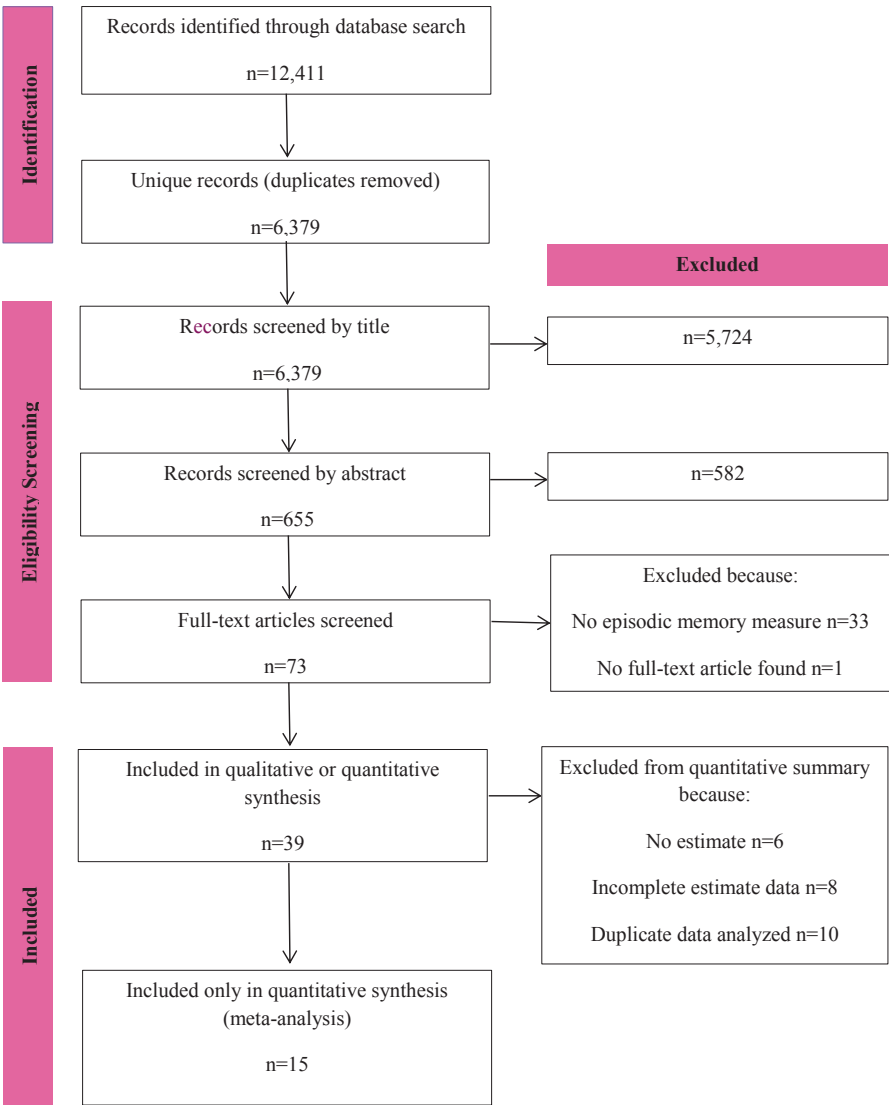 Identification
Records identified through database search
n=12,411
Unique records (duplicates removed)
n=6,379
Excluded
Eligibility Screening
Records screened by title
n=6,379
n=5,724
Records screened by abstract
n=655
n=582
Full-text articles screened
n=73
Excluded because:
No episodic memory measure n=33
No full-text article found n=1
Included
Included in qualitative or quantitative
synthesis
n=39
Excluded from quantitative summary
because:
No estimate n=6
Incomplete estimate data n=8
Duplicate data analyzed n=10
Included only in quantitative synthesis
(meta-analysis)
n=15